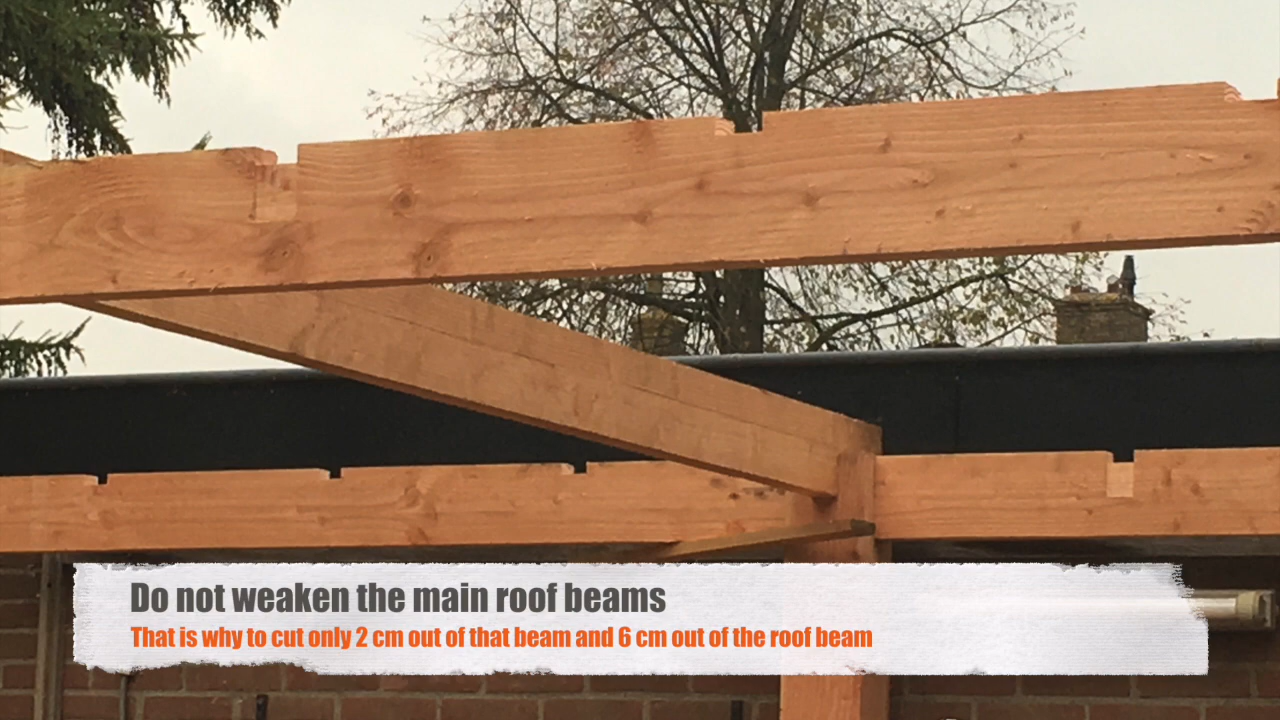 Do not weaken the main roof beams
That is why to cut only 2 cm out of that beam and 6 cm out of the roof beam